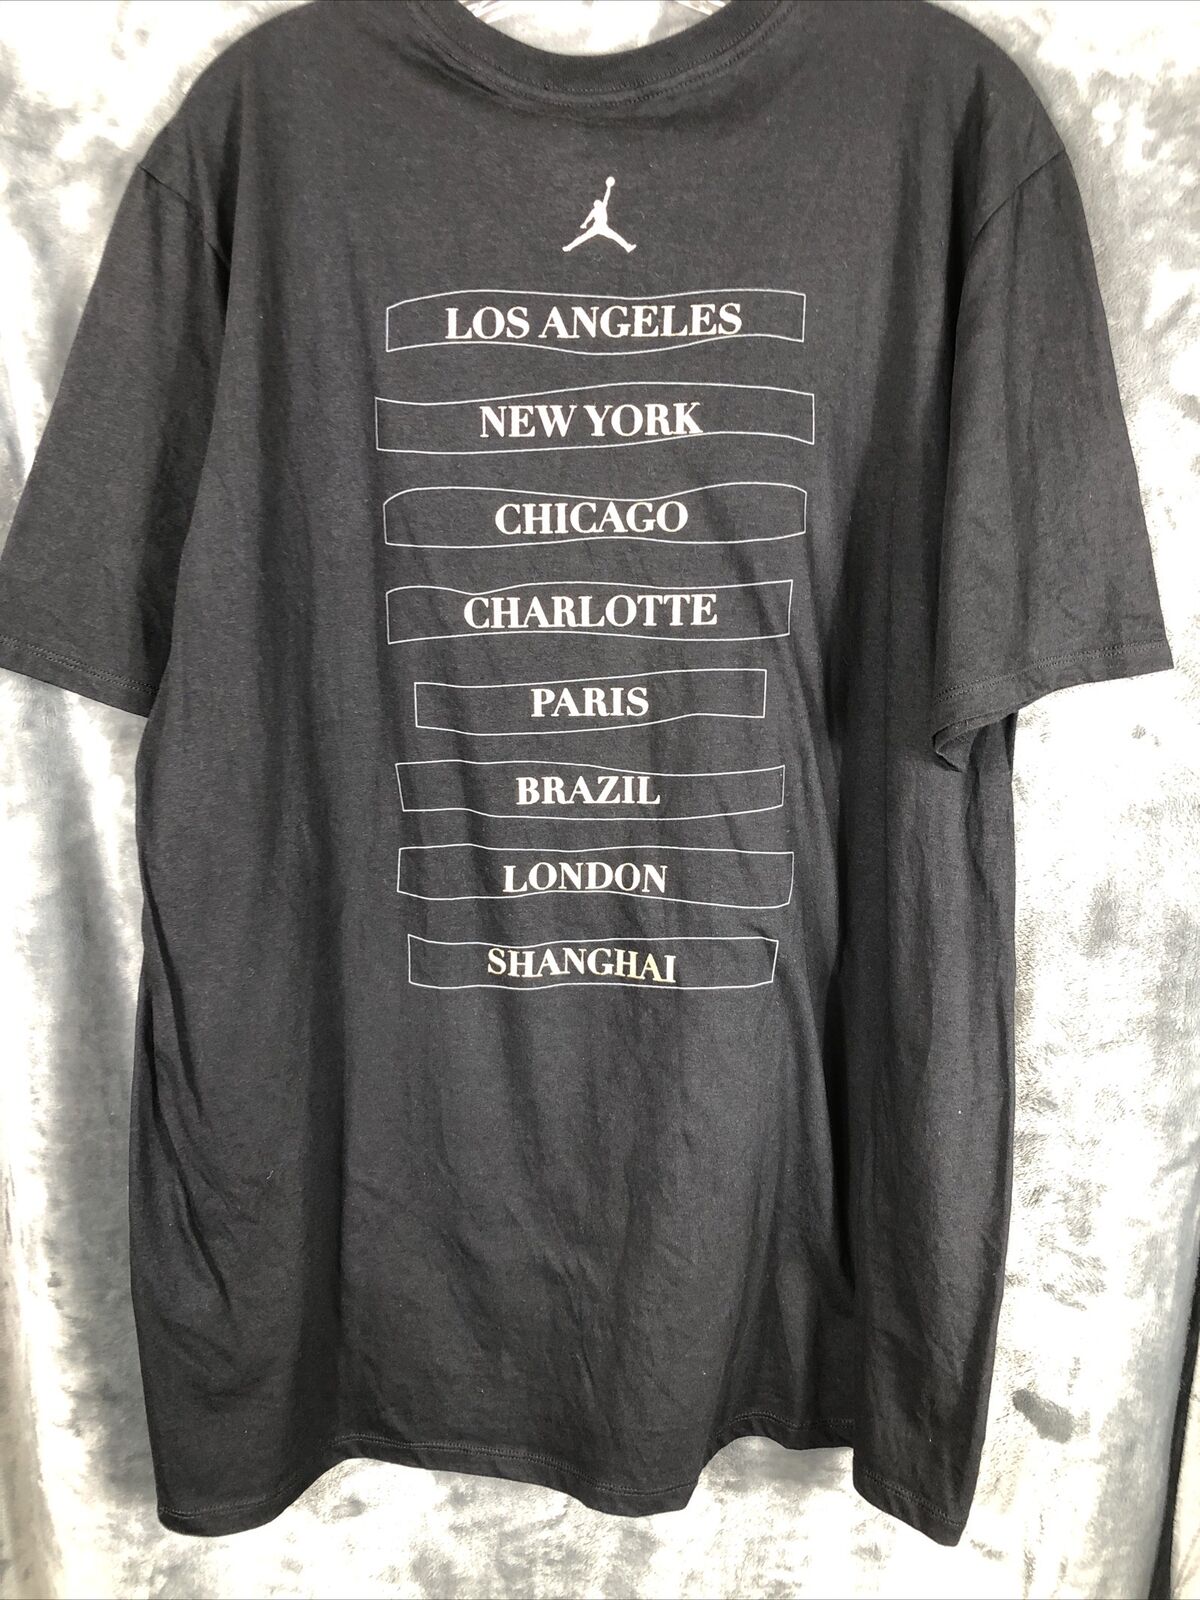 LOS ANGELES
NEW YORK
CHICAGO
CHARLOTTE
PARIS
BRAZIL
LONDON
SHANGHAI